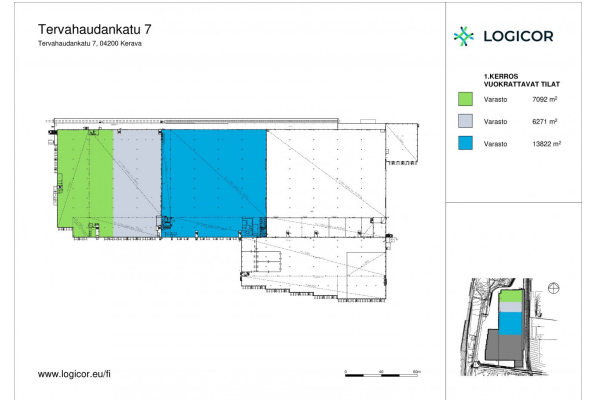 Tervahaudankatu 7
Tervahaudankatu 7, 04200 Kerava
LOGICOR
1.KERROS
VUOKRATTAVAT TILAT
Varasto 7092 m²
Varasto 6271 m²
Varasto 13822 m²
www.logicor.eu/fi